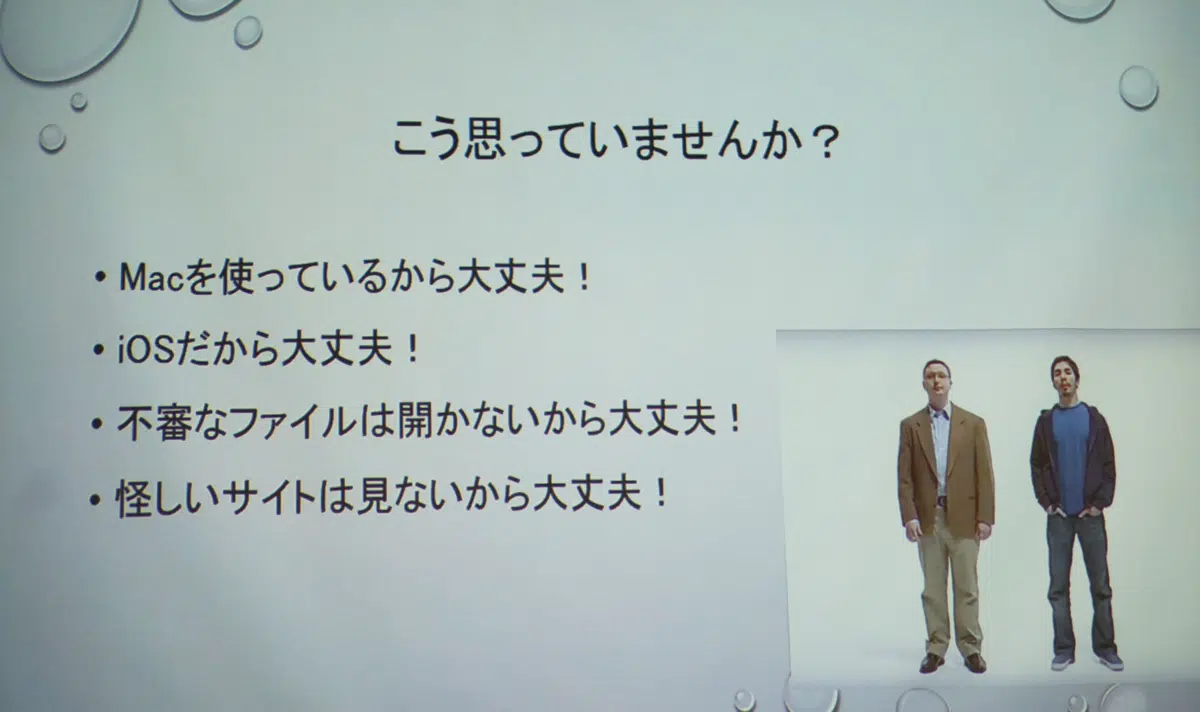 こう思っていませんか？
• Macを使っているから大丈夫！
• iOSだから大丈夫！
• 不審なファイルは開かないから大丈夫！
• 怪しいサイトは見ないから大丈夫！